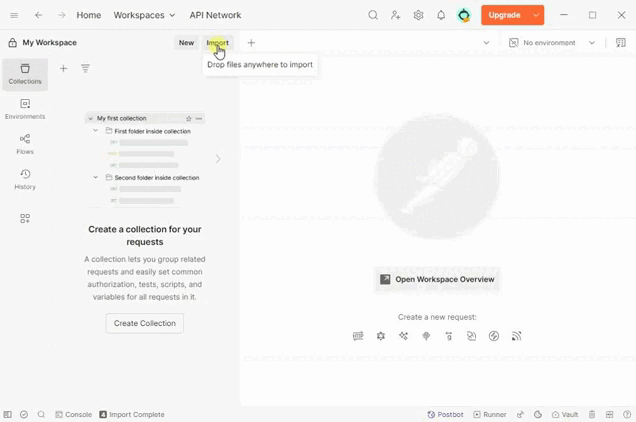 Home
Workspaces
API Network
Upgrade
My Workspace
New
Import
No environment
Drop files anywhere to import
Collections
Environments
Flows
History
My first collection
First folder inside collection
Second folder inside collection
Create a collection for your
requests
A collection lets you group related
requests and easily set common
authorization, tests, scripts, and
variables for all requests in it.
Create Collection
Open Workspace Overview
Create a new request:
Console
4 Import Complete
Postbot
Runner
Vault